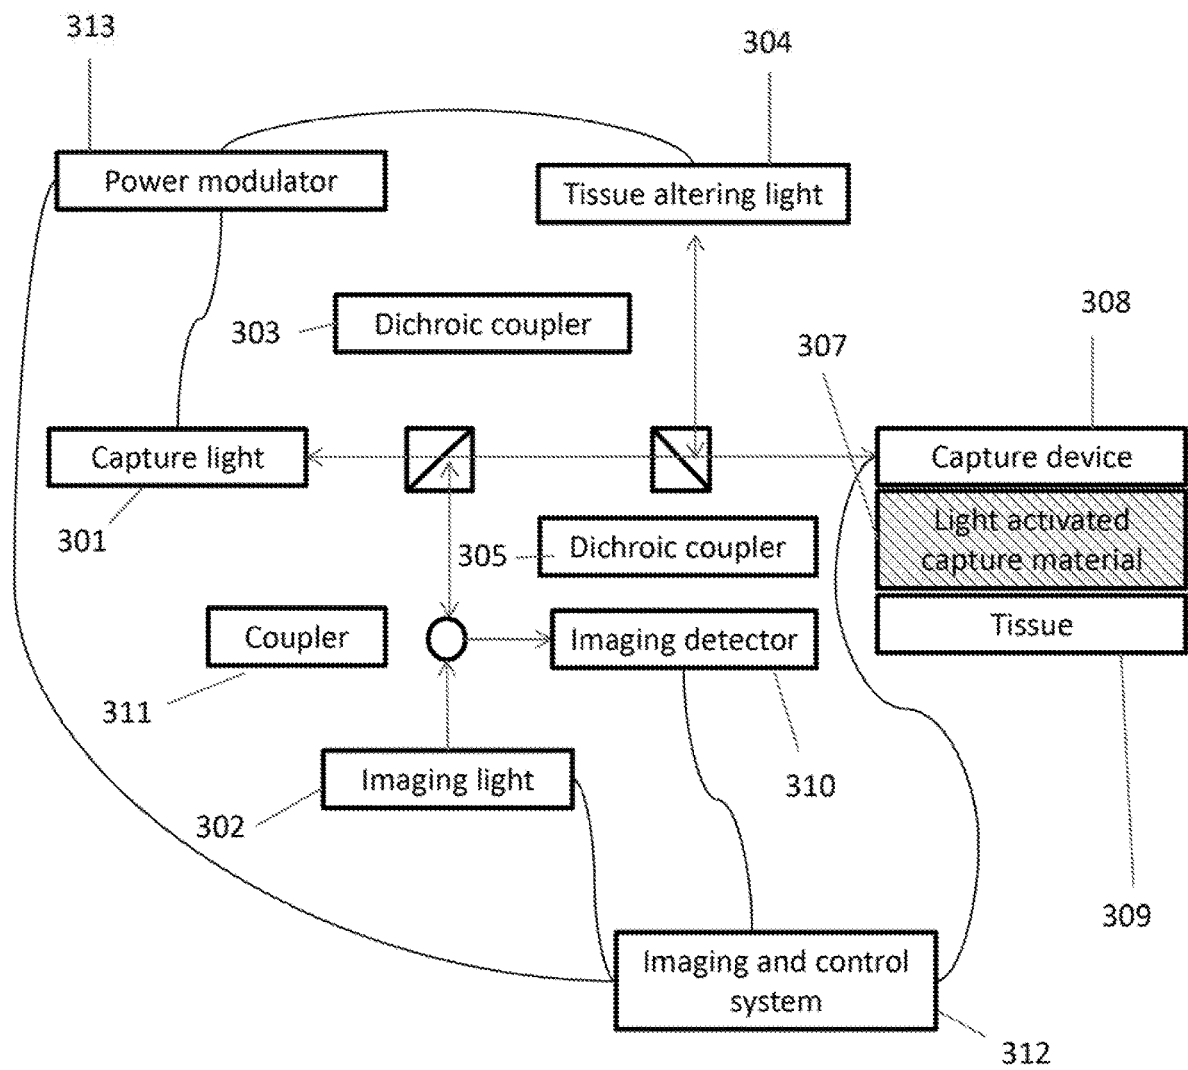 313
304
Power modulator
Tissue altering light
303
Dichroic coupler
308
307
Capture light
Capture device
301
305
Dichroic coupler
Light activated
capture material
Coupler
Imaging detector
Tissue
311
Imaging light
310
302
309
Imaging and control
system
312